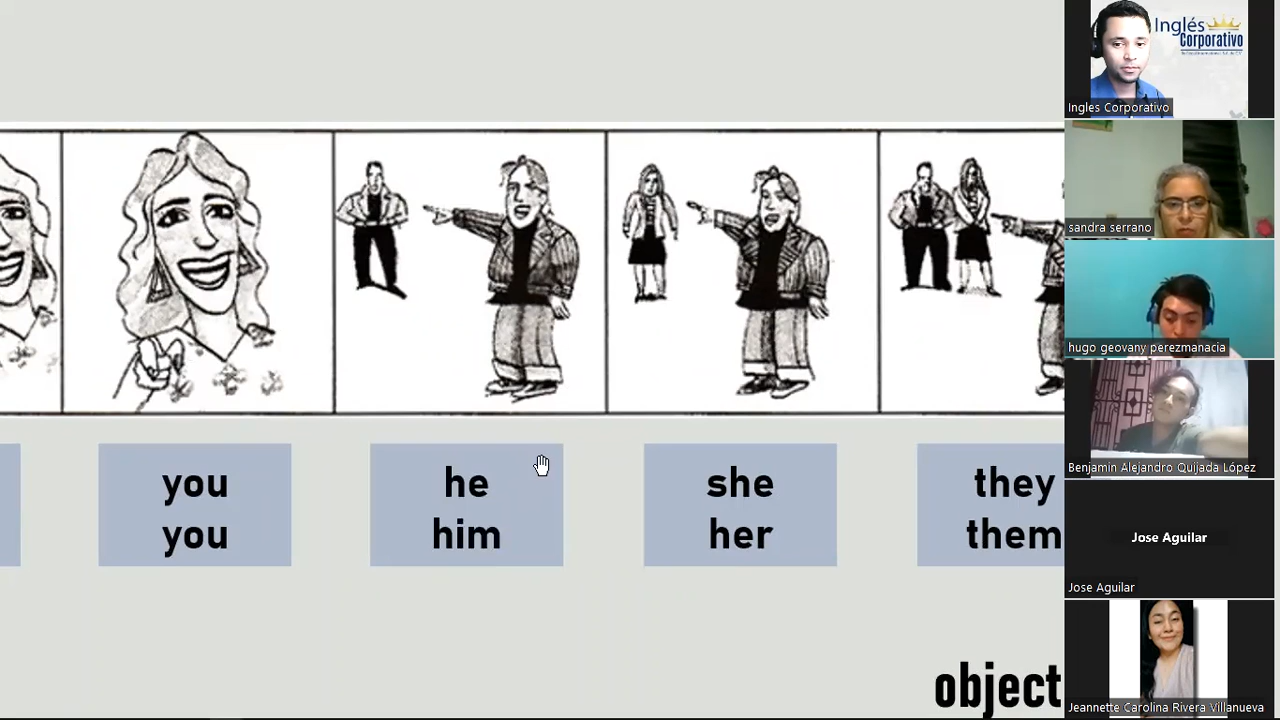 you
you
he
him
she
her
they
them
object
Inglés
Corporativo
Ingles Corporativo
sandra serrano
hugo geovany perezmanacia
Benjamin Alejandro Quijada López
Jose Aguilar
Jose Aguilar
Jeannette Carolina Rivera Villanueva